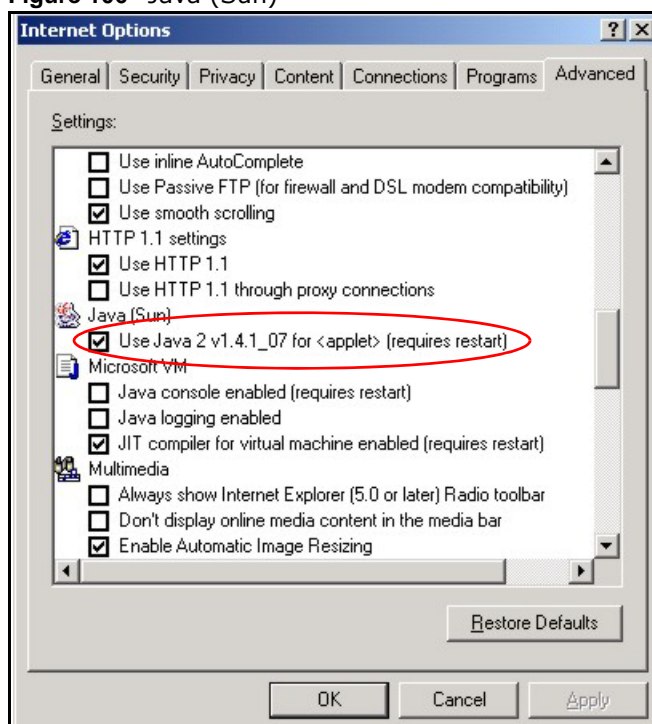 Internet Options
General Security Privacy Content Connections Programs Advanced
Settings:
Use inline AutoComplete
Use Passive FTP (for firewall and DSL modem compatibility)
Use smooth scrolling
HTTP 1.1 settings
Use HTTP 1.1
Use HTTP 1.1 through proxy connections
Java (Sun)
Use Java 2 v1.4.1_07 for <applet> (requires restart)
Microsoft VM
Java console enabled (requires restart)
Java logging enabled
JIT compiler for virtual machine enabled (requires restart)
Multimedia
Always show Internet Explorer (5.0 or later) Radio toolbar
Don't display online media content in the media bar
Enable Automatic Image Resizing
Restore Defaults
OK Cancel Apply